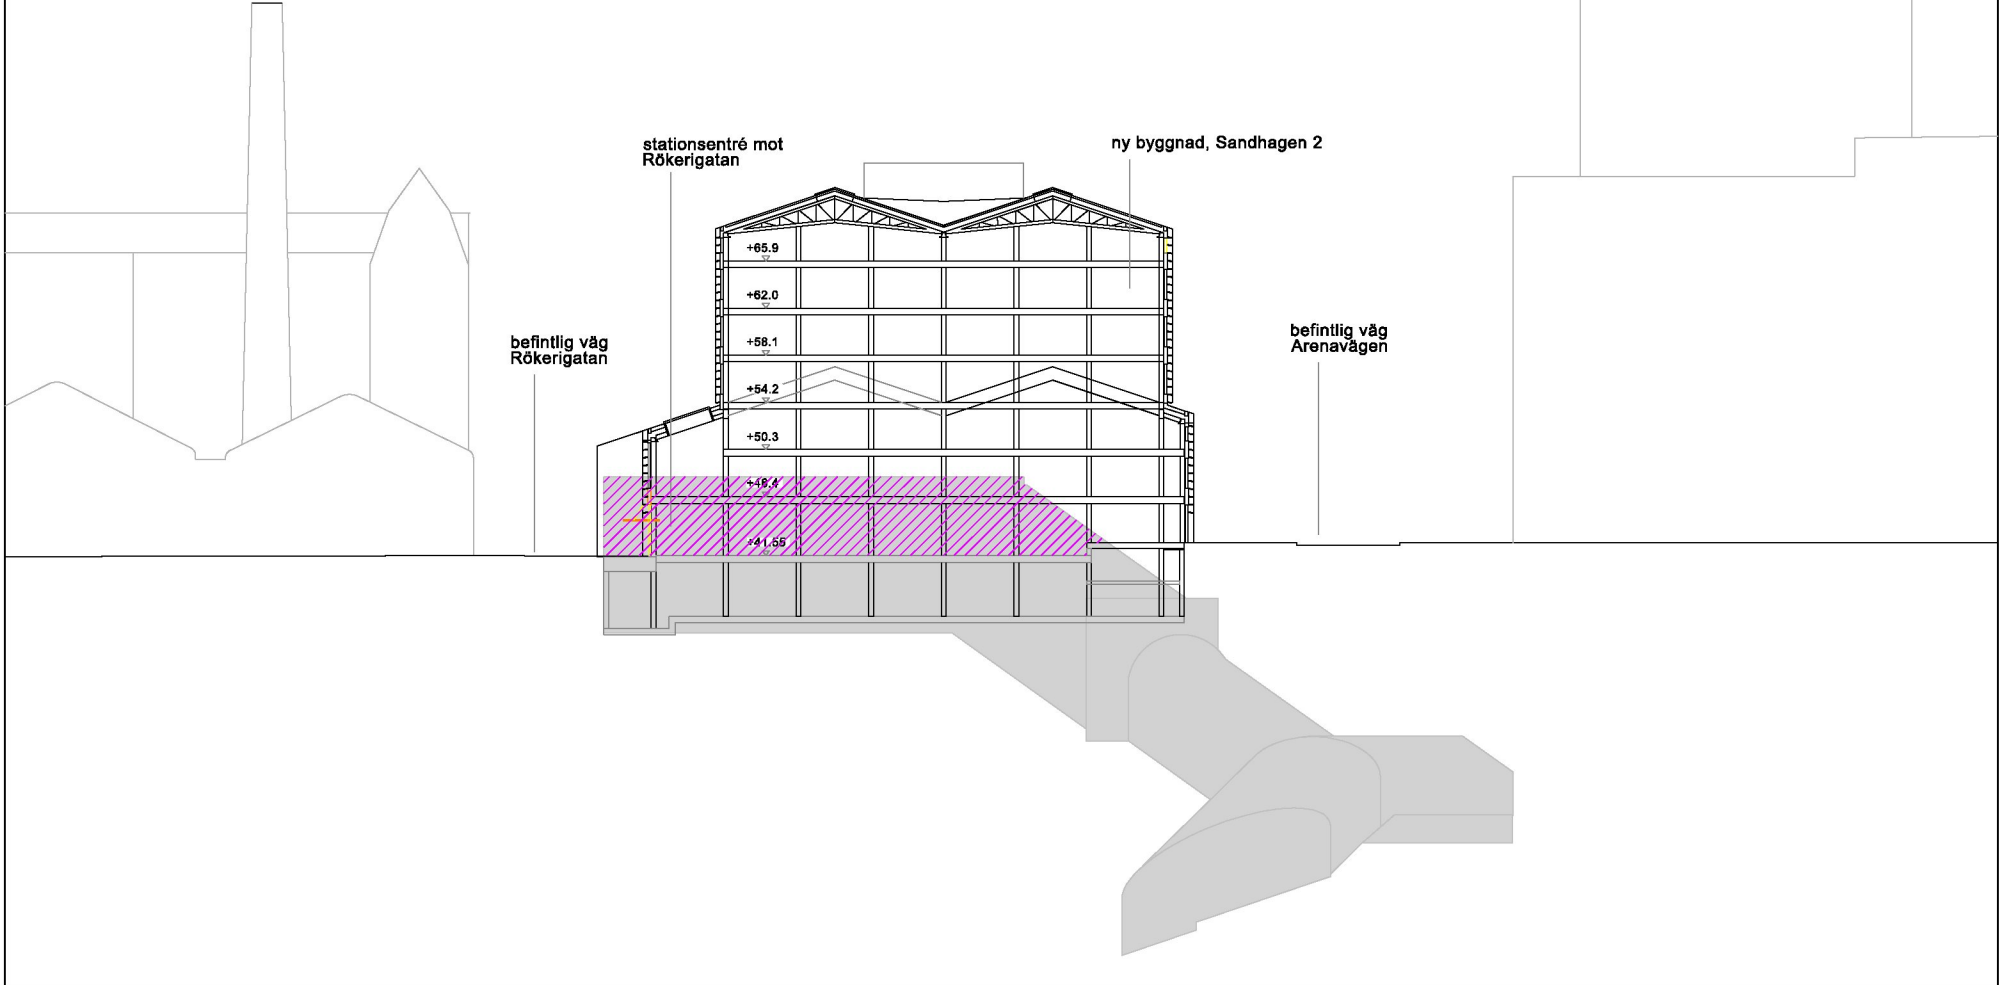 stationsentré mot
Rökerigatan
ny byggnad, Sandhagen 2
befintlig väg
Rökerigatan
befintlig väg
Arenavägen
+65.9
+62.0
+58.1
+54.2
+50.3
+46.4
+41.55